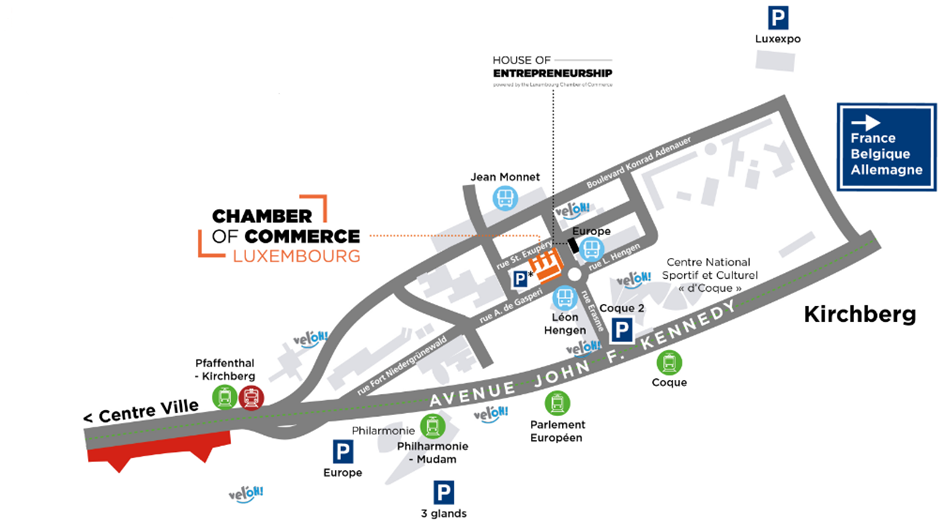 P
Luxexpo
HOUSE OF
ENTREPRENEURSHIP
powered by the Luxembourg Chamber of Commerce
France
Belgique
Allemagne
Boulevard Konrad Adenauer
Jean Monnet
vel'OH!
CHAMBER
OF COMMERCE
LUXEMBOURG
Europe
rue St. Exupéry
rue L. Hengen
P*
Centre National
Sportif et Culturel
« d'Coque »
vel'OH!
rue A. de Gasperi
rue Erasme
Léon
Hengen
Coque 2
P
Kirchberg
vel'OH!
vel'OH!
rue Fort Niedergrünewald
AVENUE JOHN F. KENNEDY
Pfaffenthal
- Kirchberg
Coque
< Centre Ville
vel'OH!
Parlement
Européen
Philarmonie
Philharmonie
- Mudam
P
Europe
P
3 glands
vel'OH!